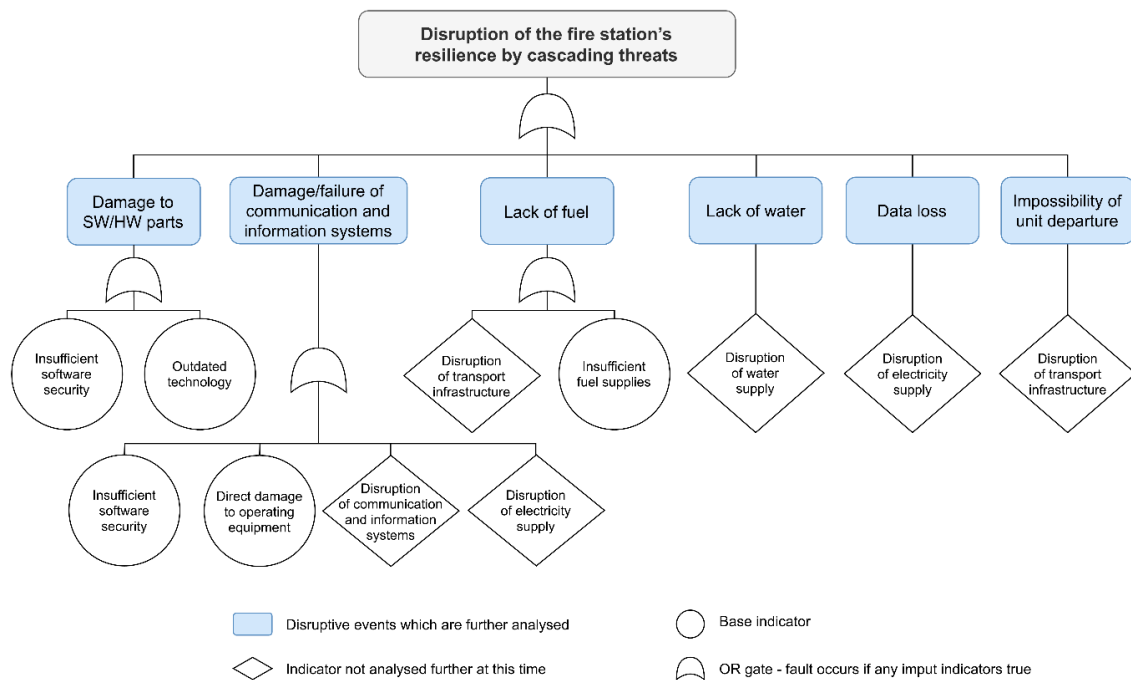 Disruption of the fire station's
resilience by cascading threats
Damage to
SW/HW parts
Damage/failure of
communication and
information systems
Lack of fuel
Lack of water
Data loss
Impossibility of
unit departure
Insufficient
software
security
Outdated
technology
Disruption
of transport
infrastructure
Insufficient
fuel supplies
Disruption
of water
supply
Disruption
of electricity
supply
Disruption
of transport
infrastructure
Insufficient
software
security
Direct damage
to operating
equipment
Disruption
of communication
and information
systems
Disruption
of electricity
supply
Disruptive events which are further analysed
Base indicator
Indicator not analysed further at this time
OR gate - fault occurs if any imput indicators true